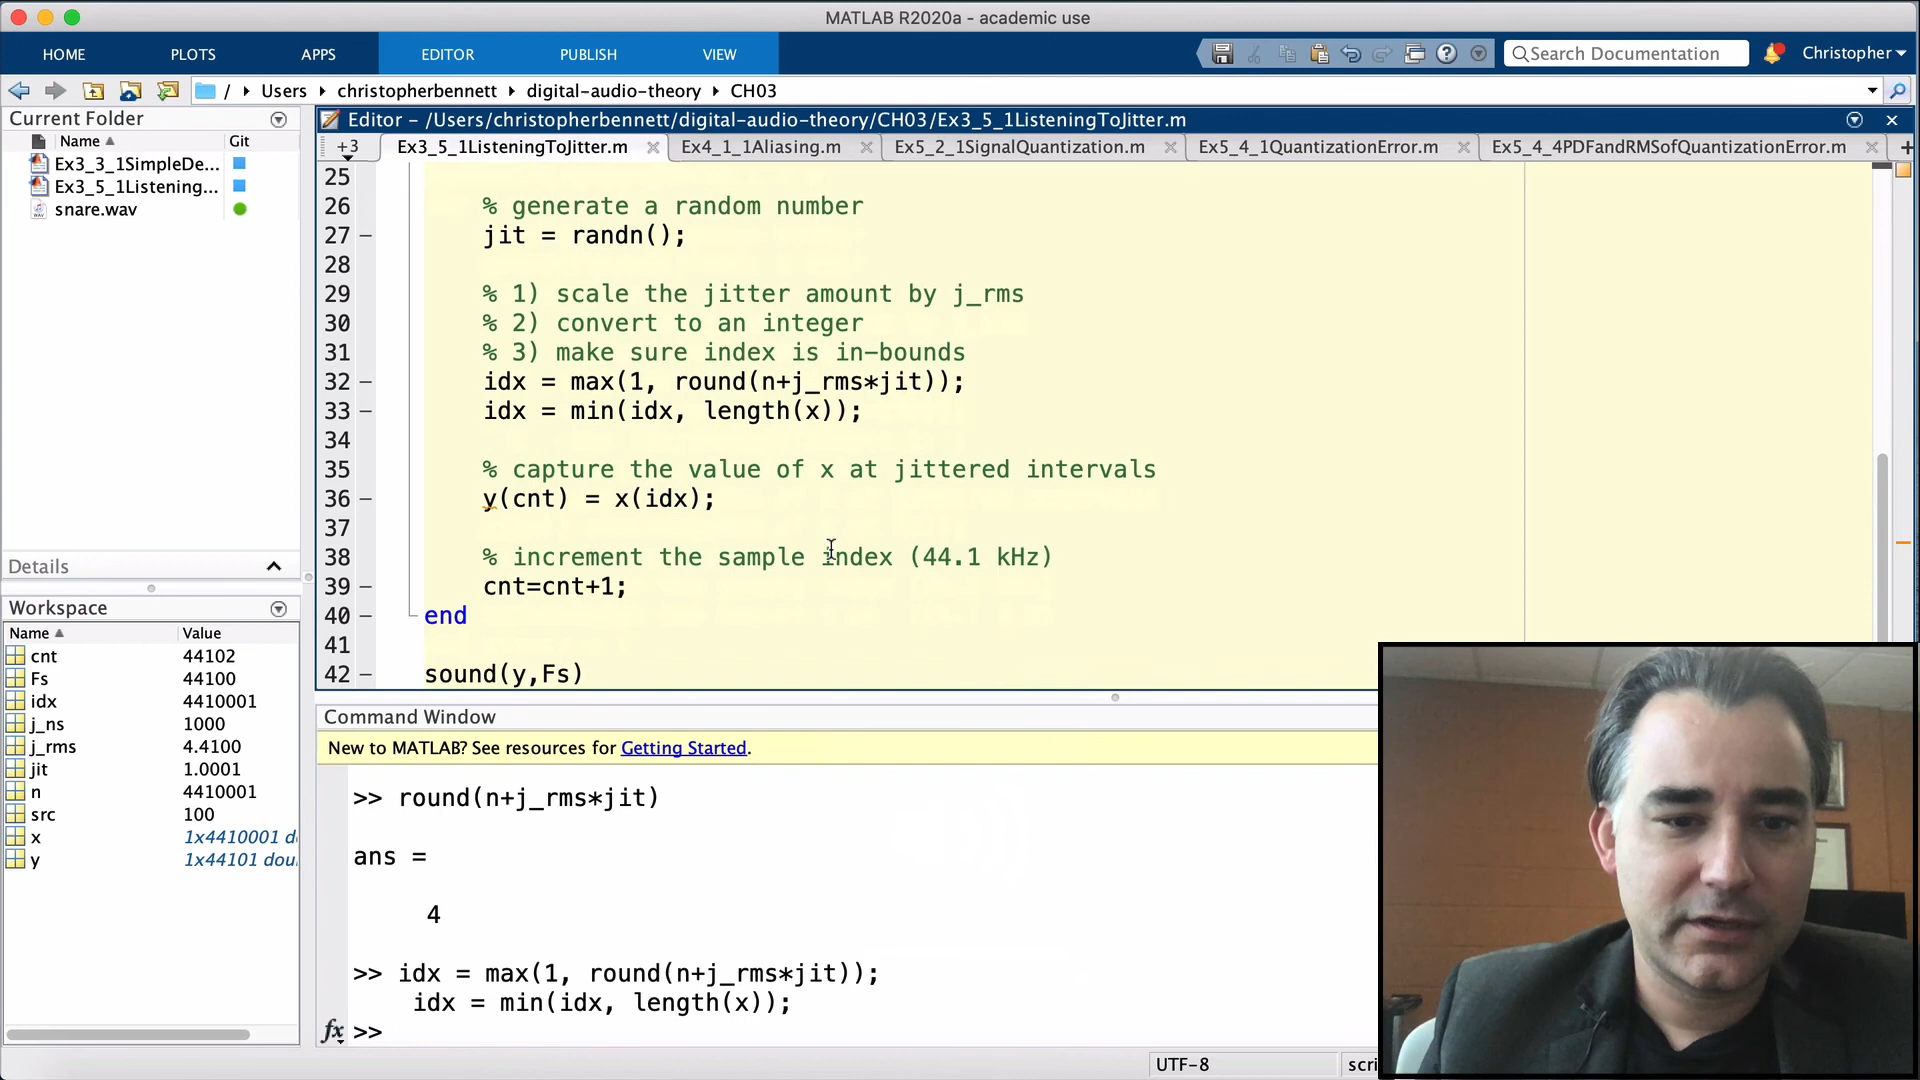 MATLAB R2020a - academic use
HOME PLOTS APPS EDITOR PUBLISH VIEW Search Documentation Christopher
/ Users christopherbennett digital-audio-theory CH03
Current Folder
Name Git
Ex3_3_1SimpleDe...
Ex3_5_1Listening...
snare.wav
Details
Workspace
Name Value
cnt 44102
Fs 44100
idx 4410001
j_ns 1000
j_rms 4.4100
jit 1.0001
n 4410001
src 100
x 1x4410001 d
y 1x44101 dou
Editor – /Users/christopherbennett/digital-audio-theory/CH03/Ex3_5_1ListeningToJitter.m
+3 Ex3_5_1ListeningToJitter.m Ex4_1_1Aliasing.m Ex5_2_1SignalQuantization.m Ex5_4_1QuantizationError.m Ex5_4_4PDFandRMSofQuantizationError.m
25
26 % generate a random number
27 – jit = randn();
28
29 % 1) scale the jitter amount by j_rms
30 % 2) convert to an integer
31 % 3) make sure index is in-bounds
32 – idx = max(1, round(n+j_rms*jit));
33 – idx = min(idx, length(x));
34
35 % capture the value of x at jittered intervals
36 – y(cnt) = x(idx);
37
38 % increment the sample index (44.1 kHz)
39 – cnt=cnt+1;
40 – end
41
42 – sound(y,Fs)
Command Window
New to MATLAB? See resources for Getting Started.
>> round(n+j_rms*jit)
ans =
4
>> idx = max(1, round(n+j_rms*jit));
idx = min(idx, length(x));
fx >>
UTF-8 scri